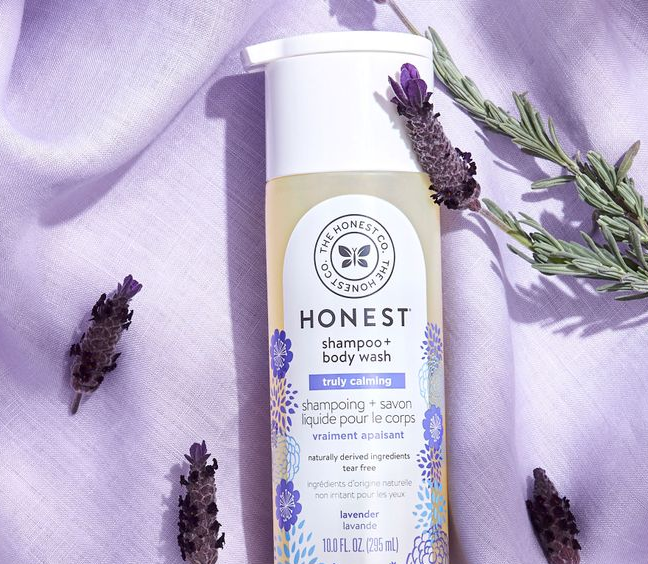 THE HONEST CO. THE HONEST CO.
HONEST
shampoo+
body wash
truly calming
shampoing + savon
liquide pour le corps
vraiment apaisant
naturally derived ingredients
tear free
ingrédients d'origine naturelle
non irritant pour les yeux
lavender
lavande
10.0 FL. OZ. (295 mL)